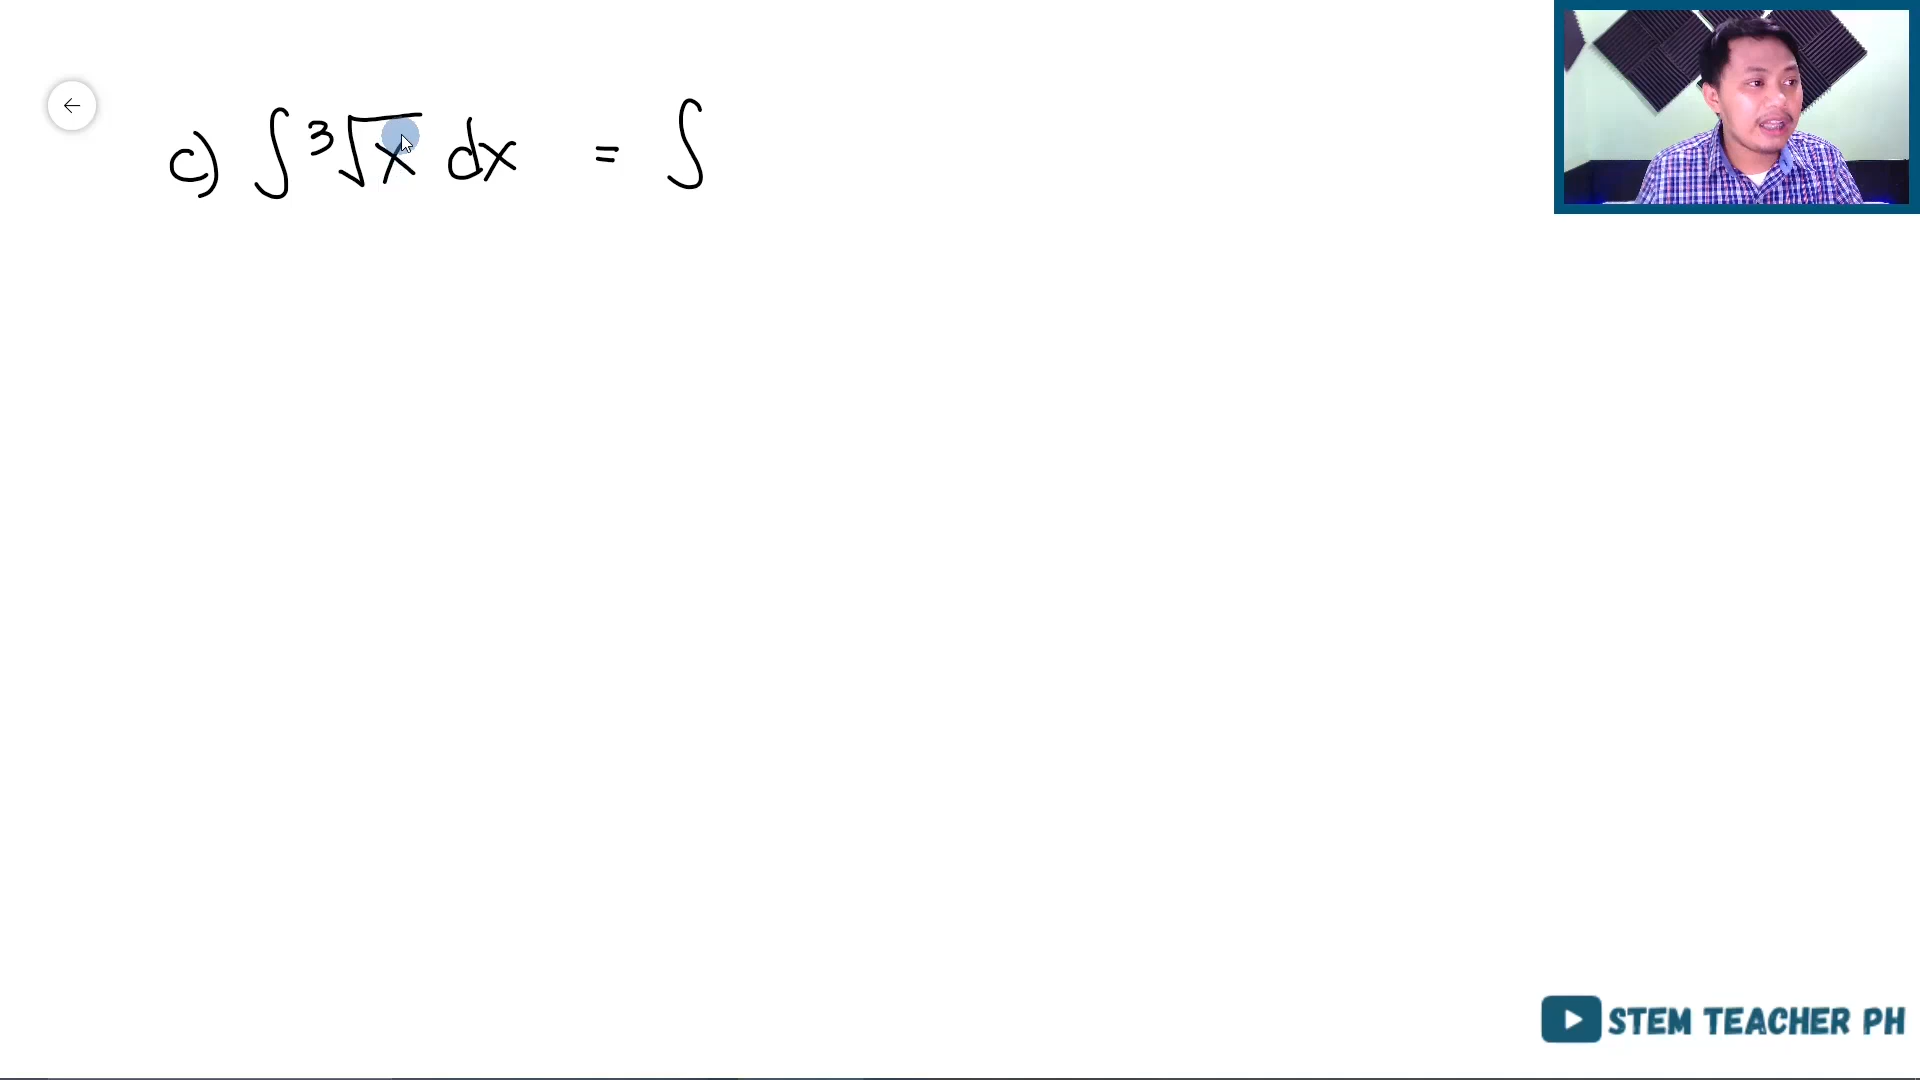 c) ∫ ³√x dx = ∫
STEM TEACHER PH